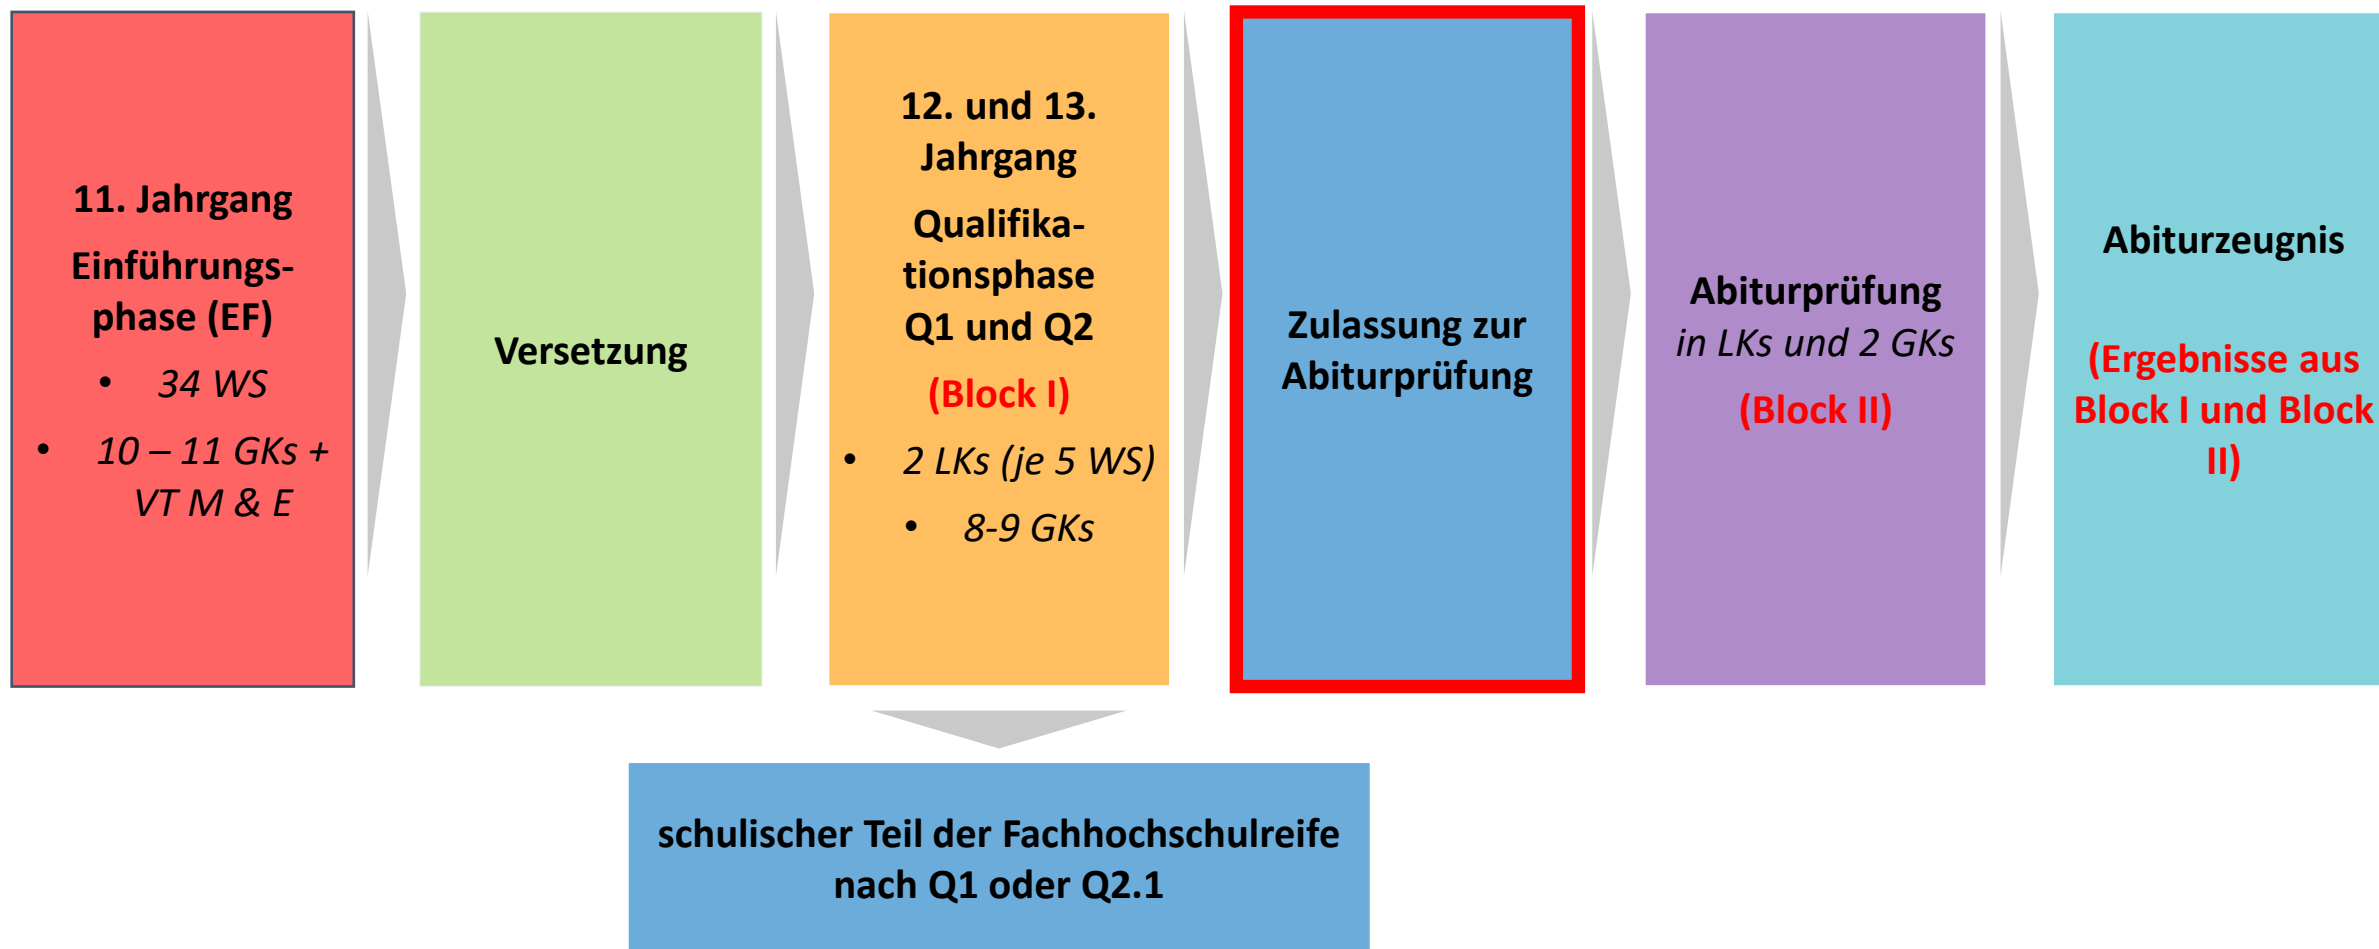 11. Jahrgang
Einführungs-
phase (EF)
• 34 WS
• 10 – 11 GKs +
VT M & E
Versetzung
12. und 13.
Jahrgang
Qualifika-
tionsphase
Q1 und Q2
(Block I)
• 2 LKs (je 5 WS)
• 8-9 GKs
Zulassung zur
Abiturprüfung
Abiturprüfung
in LKs und 2 GKs
(Block II)
Abiturzeugnis
(Ergebnisse aus
Block I und Block
II)
schulischer Teil der Fachhochschulreife
nach Q1 oder Q2.1